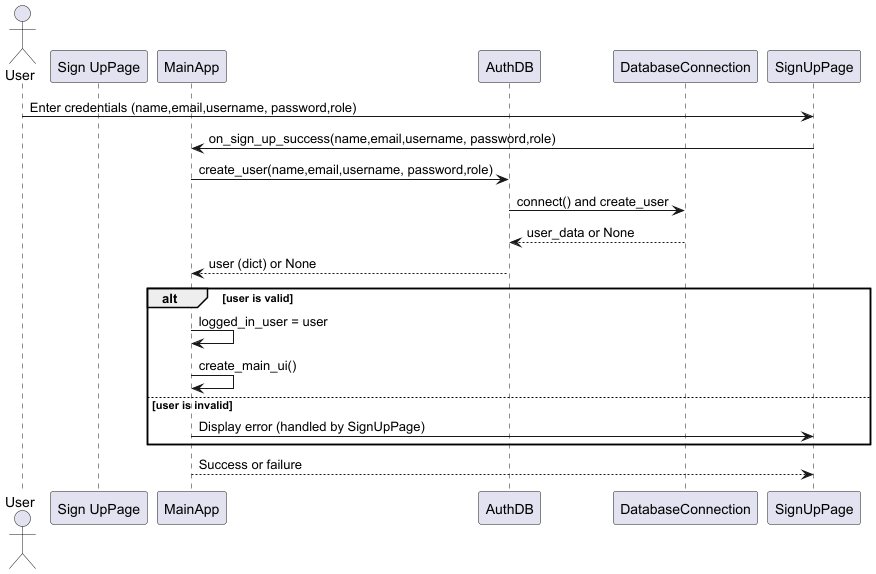 User
Sign UpPage
MainApp
AuthDB
DatabaseConnection
SignUpPage
Enter credentials (name,email,username, password,role)
on_sign_up_success(name,email,username, password,role)
create_user(name,email,username, password,role)
connect() and create_user
user_data or None
user (dict) or None
alt
[user is valid]
logged_in_user = user
create_main_ui()
[user is invalid]
Display error (handled by SignUpPage)
Success or failure
User
Sign UpPage
MainApp
AuthDB
DatabaseConnection
SignUpPage